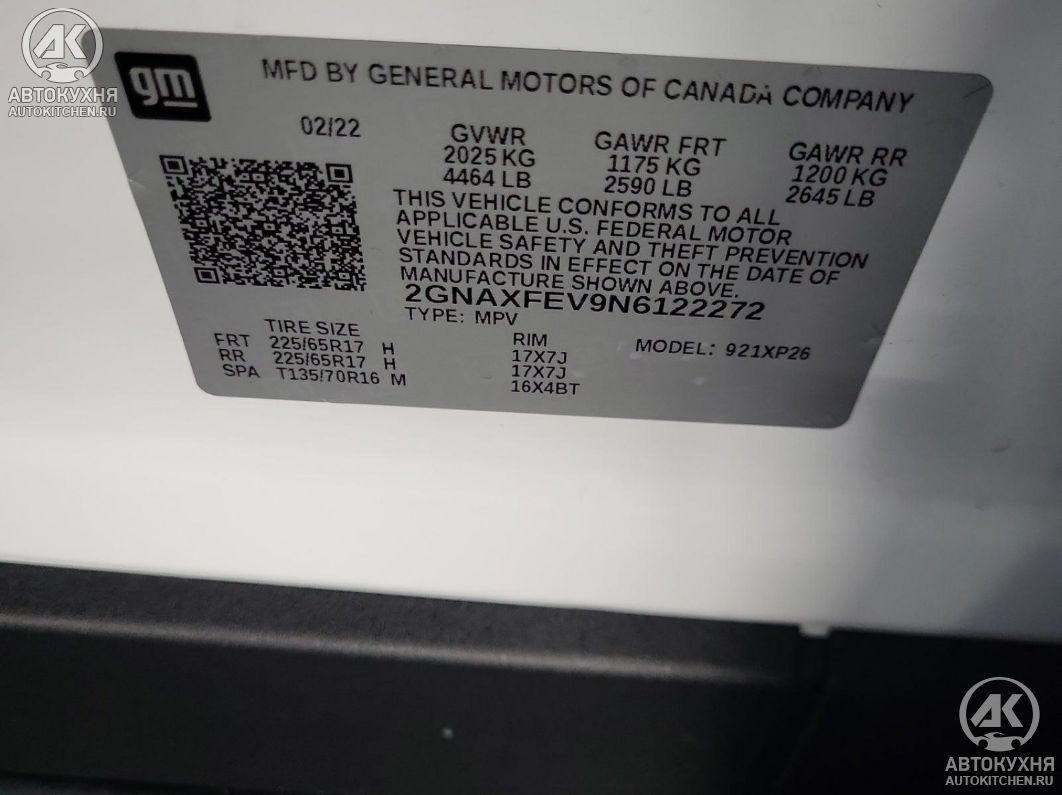 АК
АВТОКУХНЯ
AUTOKITCHEN.RU
gm
MFD BY GENERAL MOTORS OF CANADA COMPANY
02/22
GVWR
2025 KG
4464 LB
GAWR FRT
1175 KG
2590 LB
GAWR RR
1200 KG
2645 LB
THIS VEHICLE CONFORMS TO ALL
APPLICABLE U.S. FEDERAL MOTOR
VEHICLE SAFETY AND THEFT PREVENTION
STANDARDS IN EFFECT ON THE DATE OF
MANUFACTURE SHOWN ABOVE.
2GNAXFEV9N6122272
TYPE: MPV
TIRE SIZE
FRT 225/65R17 H
RR 225/65R17 H
SPA T135/70R16 M
RIM
17X7J
17X7J
16X4BT
MODEL: 921XP26
АК
АВТОКУХНЯ
AUTOKITCHEN.RU